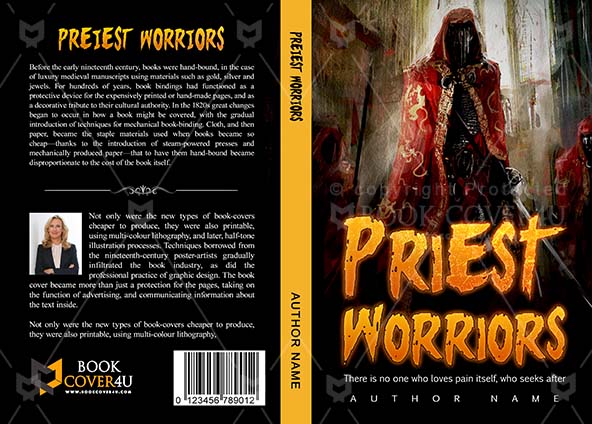 PREIEST WORRIORS
Before the early nineteenth century, books were hand-bound, in the case
of luxury medieval manuscripts using materials such as gold, silver and
jewels. For hundreds of years, book bindings had functioned as a
protective device for the expensively printed or hand-made pages, and as
a decorative tribute to their cultural authority. In the 1820s great changes
began to occur in how a book might be covered, with the gradual
introduction of techniques for mechanical book-binding. Cloth, and then
paper, became the staple materials used when books became so
cheap—thanks to the introduction of steam-powered presses and
mechanically produced paper—that to have them hand-bound became
disproportionate to the cost of the book itself.
Not only were the new types of book-covers
cheaper to produce, they were also printable,
using multi-colour lithography, and later, half-tone
illustration processes. Techniques borrowed from
the nineteenth-century poster-artists gradually
infiltrated the book industry, as did the
professional practice of graphic design. The book
cover became more than just a protection for the pages, taking on
the function of advertising, and communicating information about
the text inside.
Not only were the new types of book-covers cheaper to produce,
they were also printable, using multi-colour lithography,
BOOK
COVER4U
WWW.BOOKCOVER4U.COM
0 123456 789012
PREIEST WORRIORS
AUTHOR NAME
© copyright Protected
BOOK COVER4U
PRIEST
WORRIORS
There is no one who loves pain itself, who seeks after
AUTHOR NAME